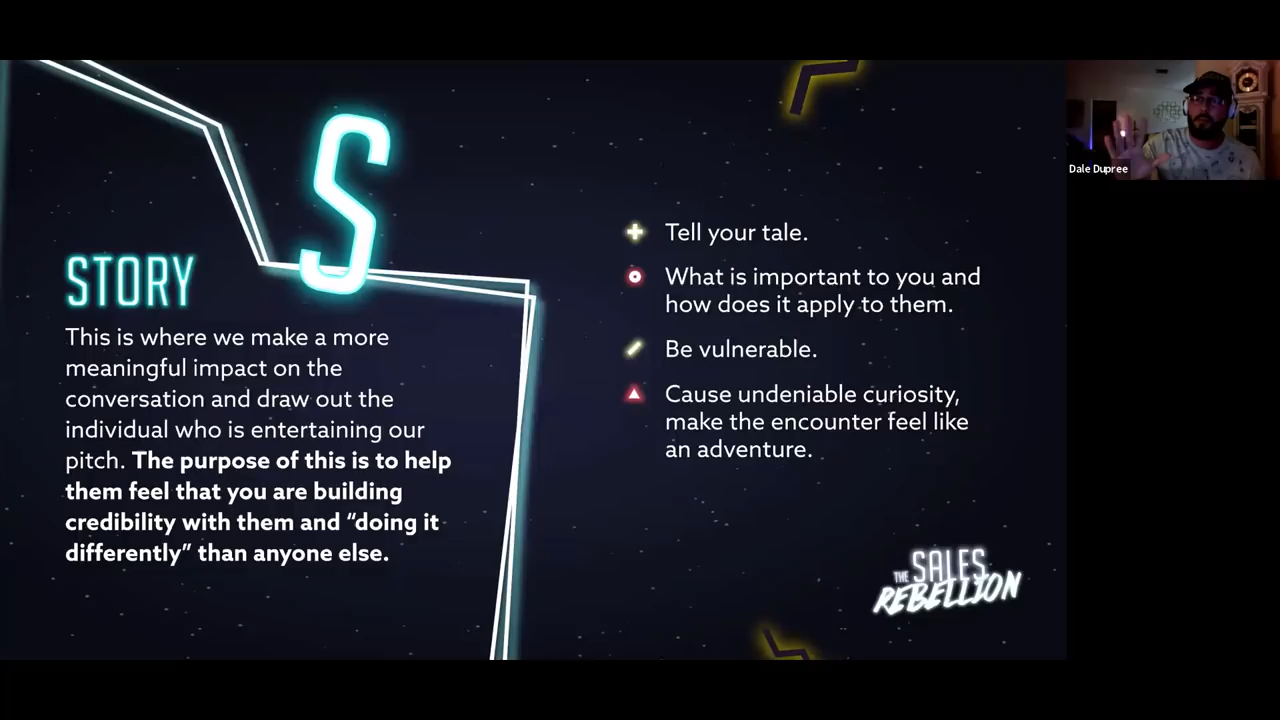 S
STORY
This is where we make a more
meaningful impact on the
conversation and draw out the
individual who is entertaining our
pitch. The purpose of this is to help
them feel that you are building
credibility with them and “doing it
differently” than anyone else.
Tell your tale.
What is important to you and
how does it apply to them.
Be vulnerable.
Cause undeniable curiosity,
make the encounter feel like
an adventure.
THE SALES
REBELLION
Dale Dupree